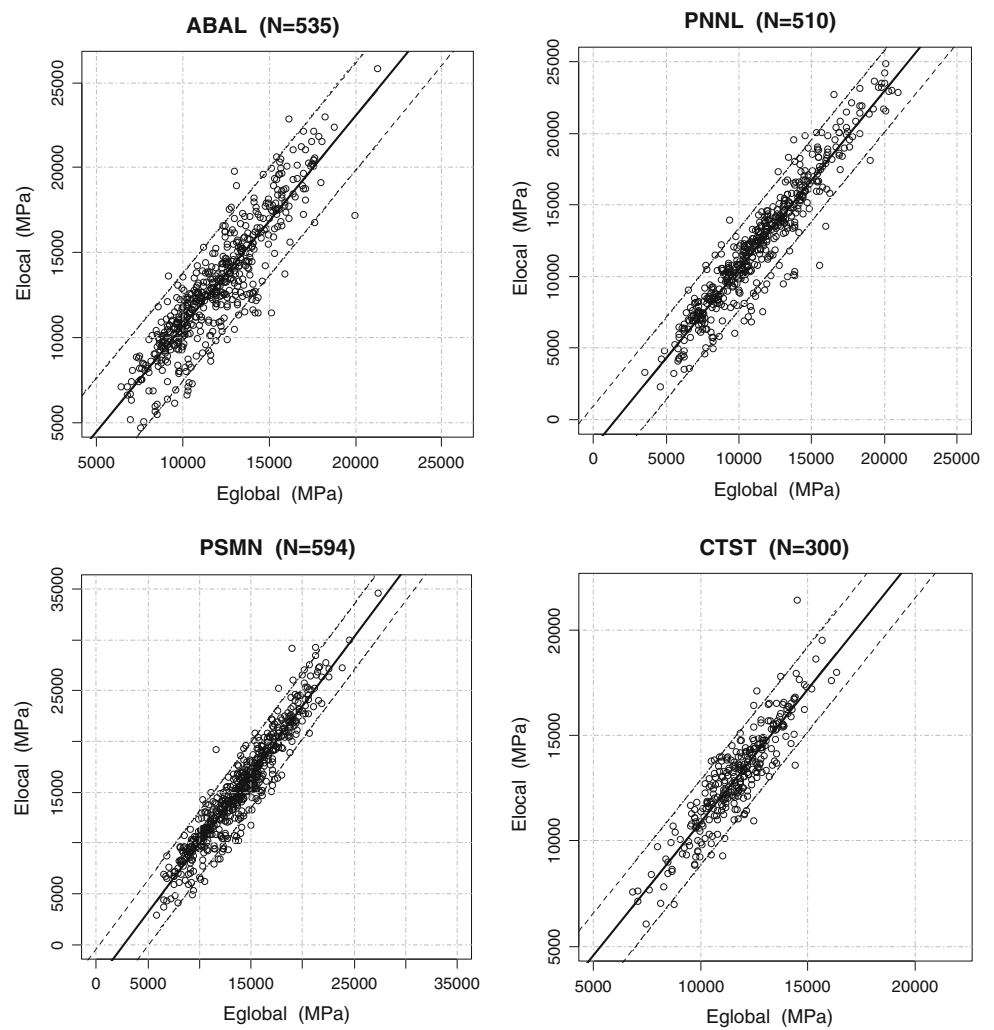 ABAL (N=535)
25000
20000
15000
10000
5000
Elocal (MPa)
5000 10000 15000 20000 25000
Eglobal (MPa)
PNNL (N=510)
25000
20000
15000
10000
5000
0
Elocal (MPa)
0 5000 10000 15000 20000 25000
Eglobal (MPa)
PSMN (N=594)
35000
25000
15000
5000
0
Elocal (MPa)
0 5000 15000 25000 35000
Eglobal (MPa)
CTST (N=300)
20000
15000
10000
5000
Elocal (MPa)
5000 10000 15000 20000
Eglobal (MPa)